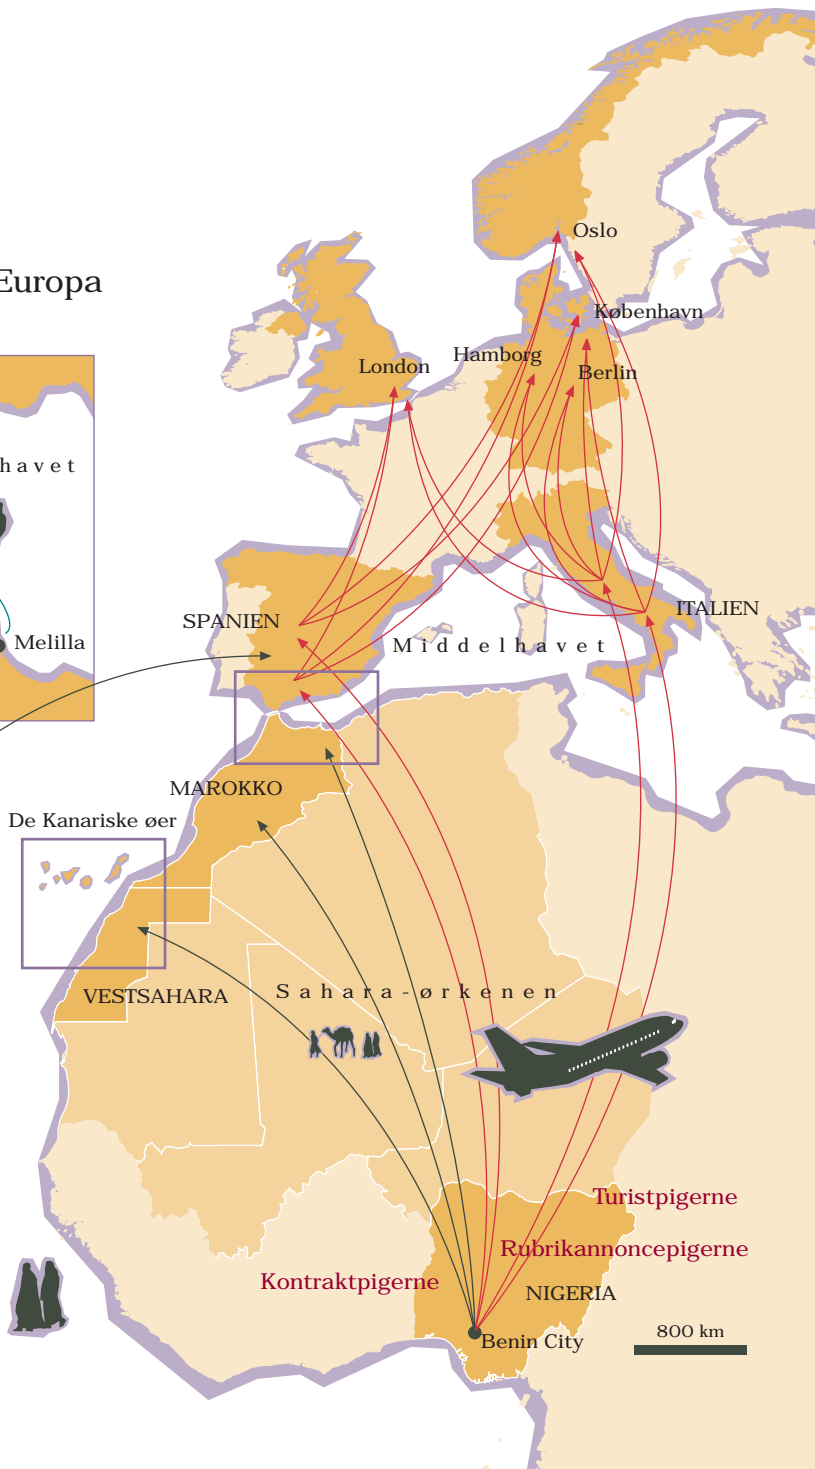 Oslo
Europa
København
Hamborg
London
Berlin
havet
SPANIEN
ITALIEN
Melilla
Middelhavet
MAROKKO
De Kanariske øer
VESTSAHARA
Sahara-ørkenen
Turistpigerne
Rubrikannoncepigerne
Kontraktpigerne
NIGERIA
800 km
Benin City